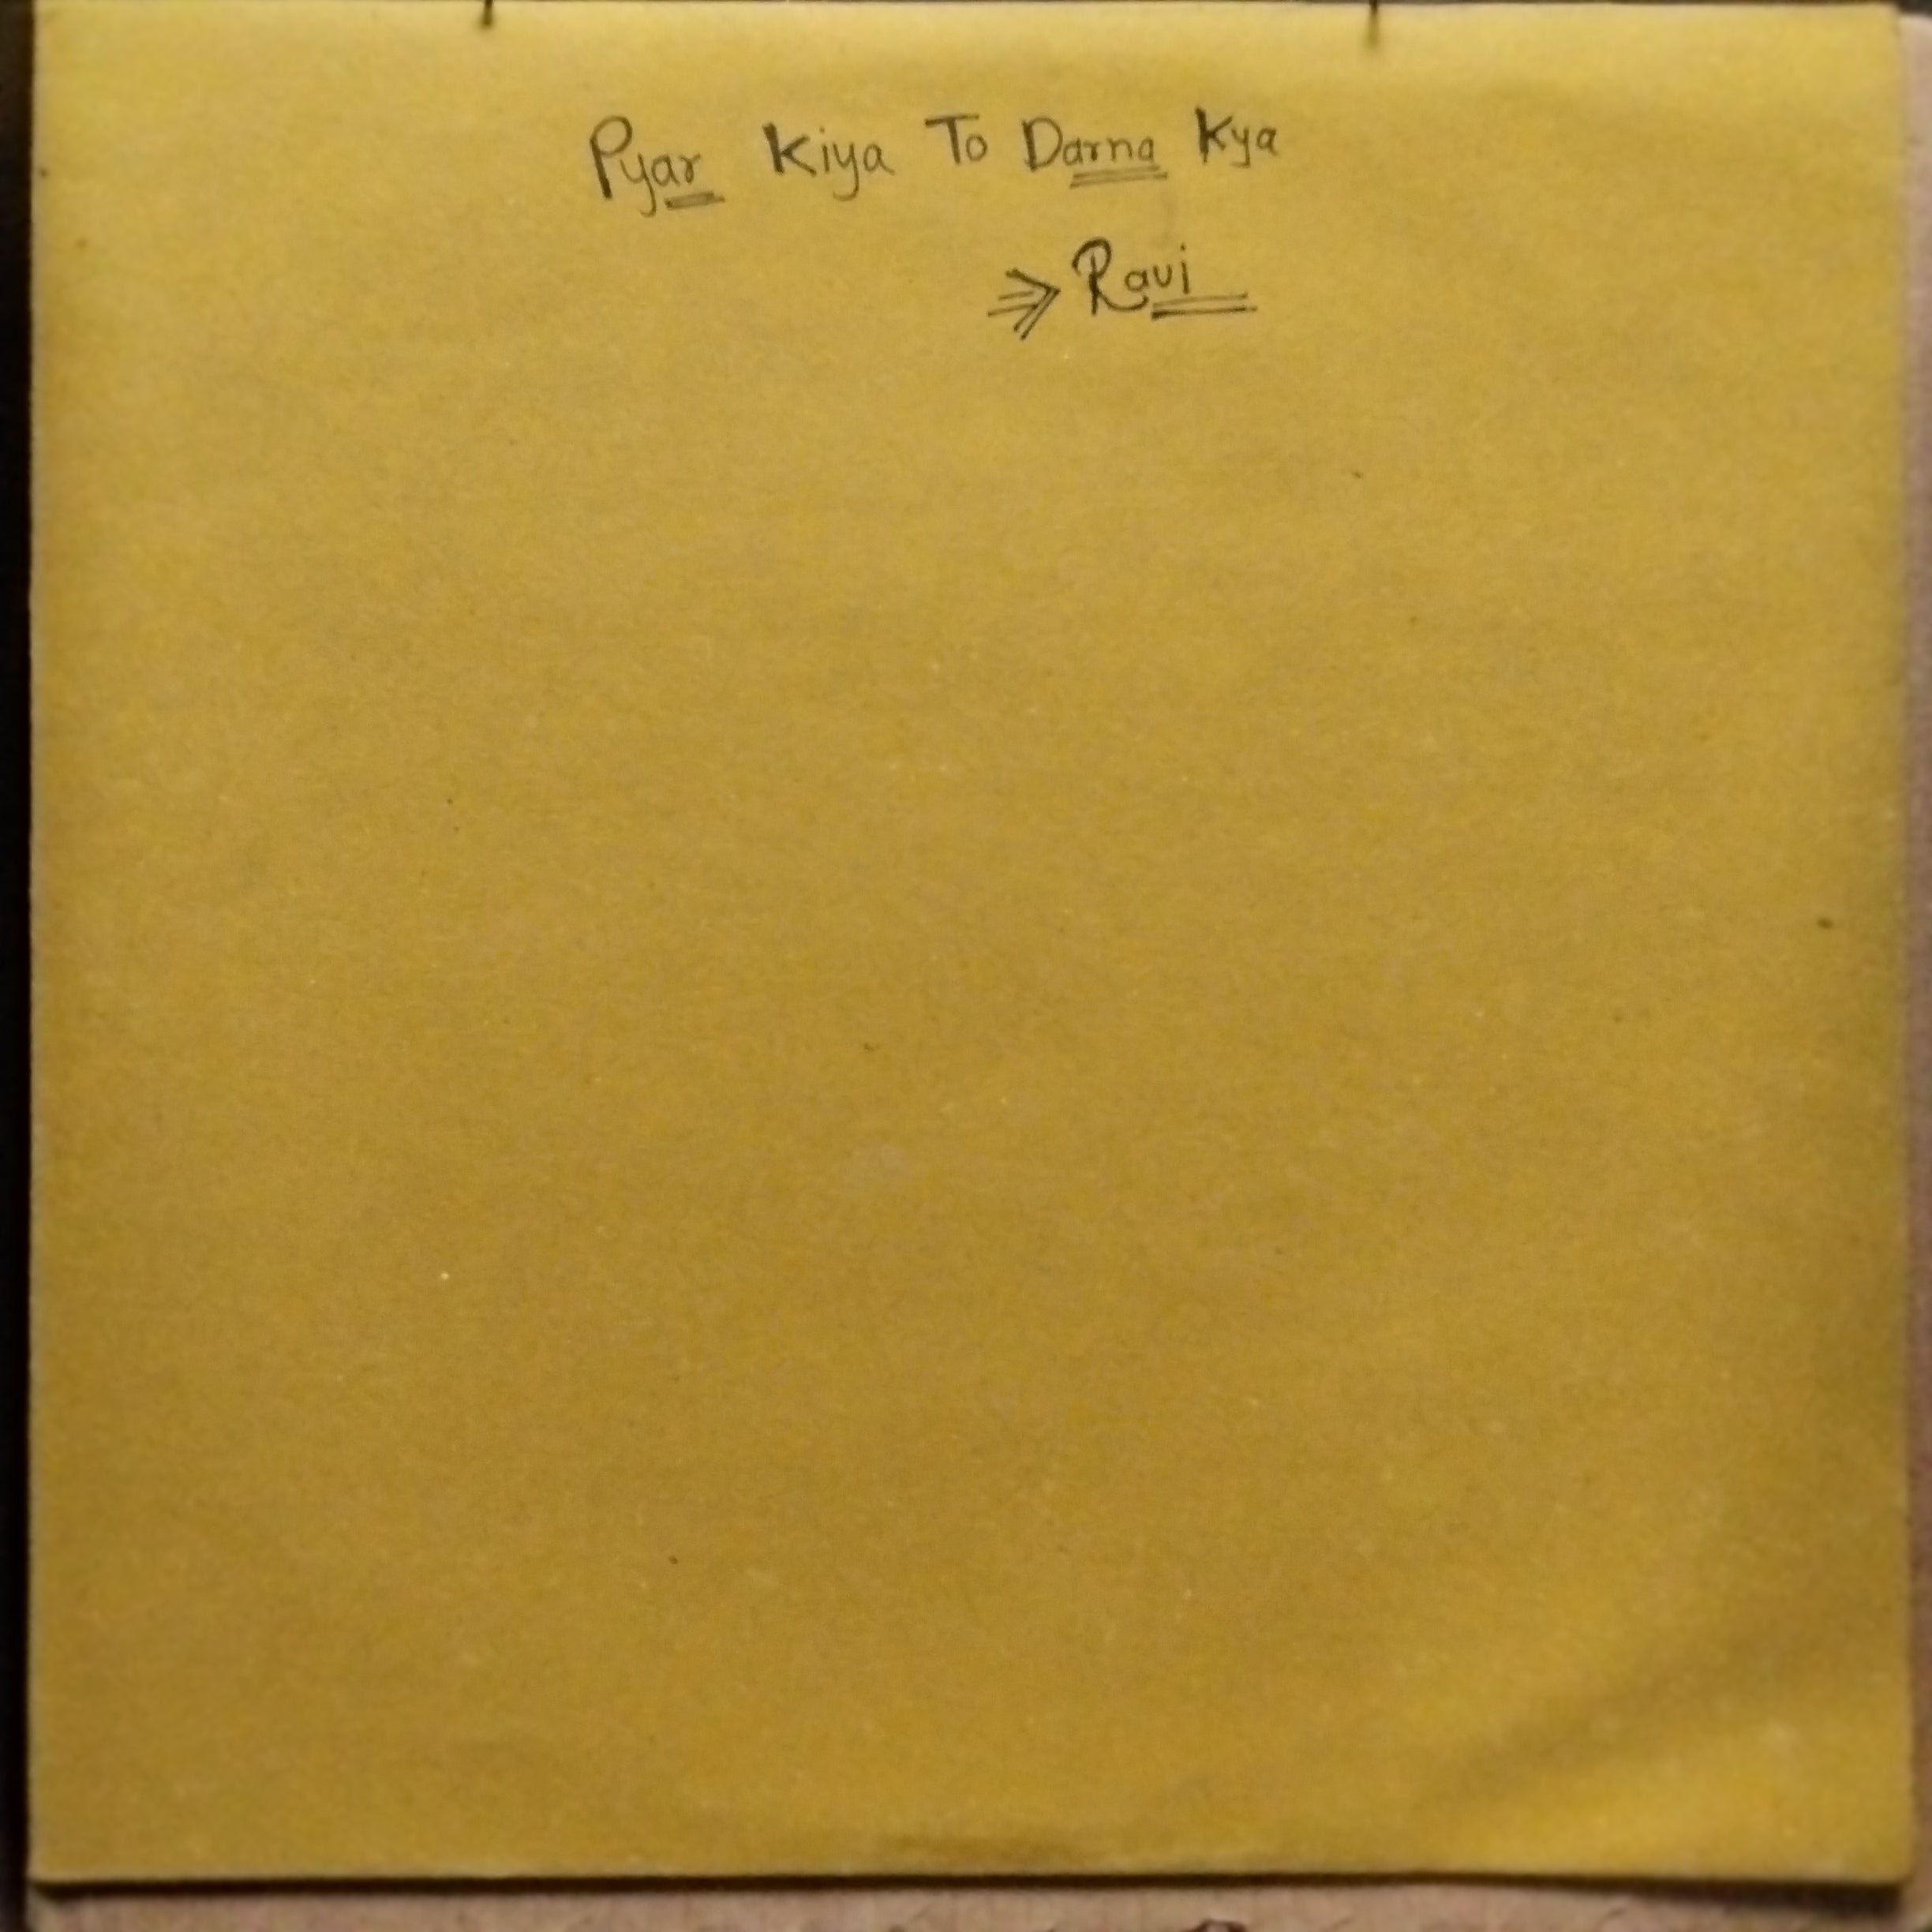 Pyar Kiya To Darna Kya
⇒ Ravi